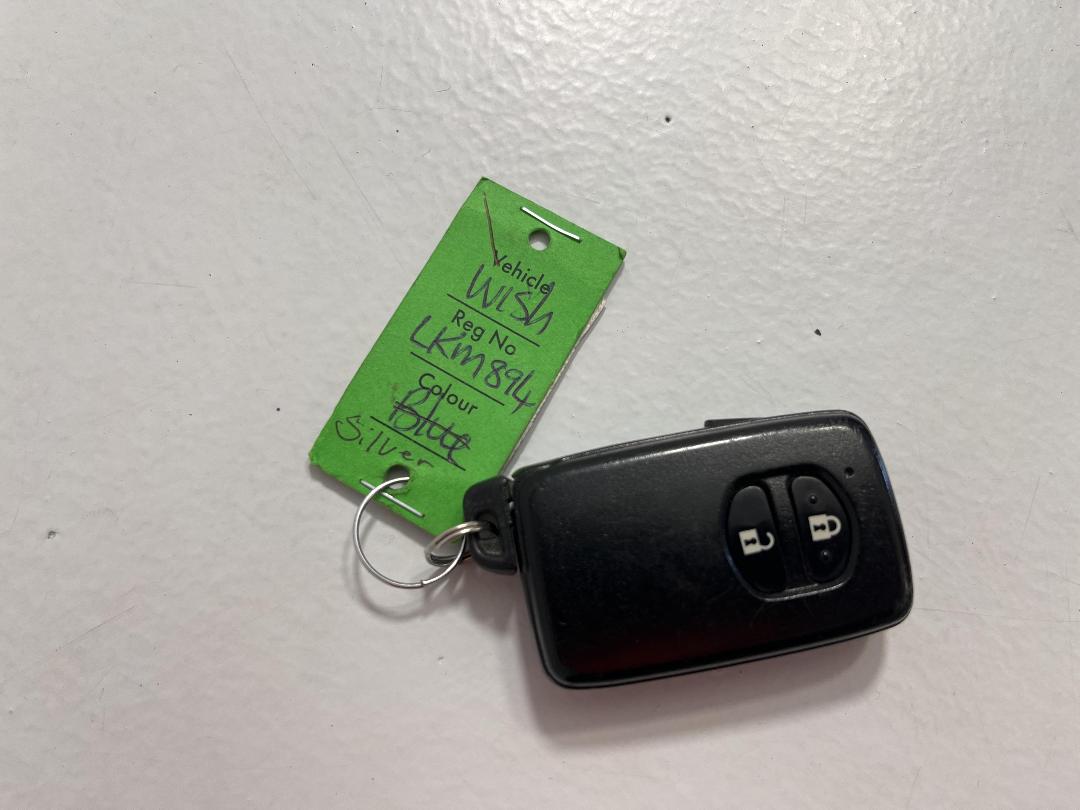 Vehicle
WISh
Reg No
LKM894
Colour
Blue
Silver